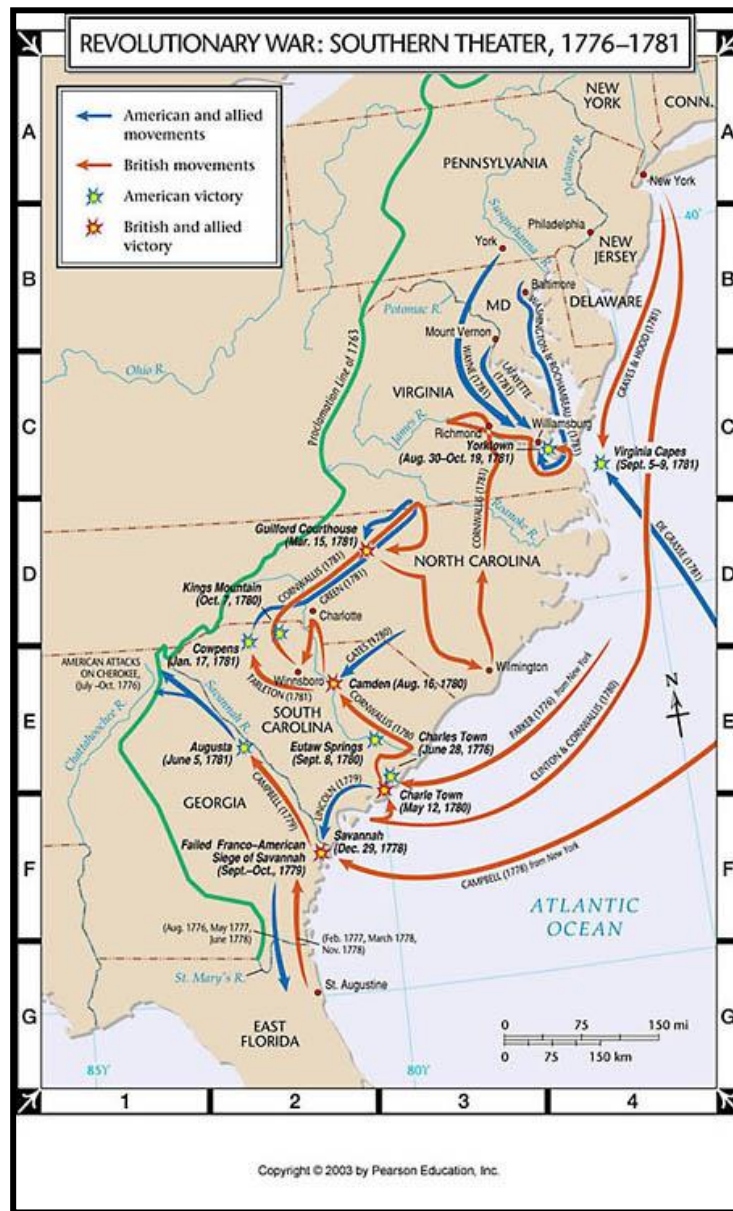 REVOLUTIONARY WAR: SOUTHERN THEATER, 1776–1781
American and allied
movements
British movements
American victory
British and allied
victory
A
B
C
D
E
F
G
A
B
C
D
E
F
G
1
2
3
4
NEW
YORK
CONN.
PENNSYLVANIA
Delaware R.
New York
Susquehanna R.
40°
Philadelphia
York
NEW
JERSEY
Baltimore
MD
DELAWARE
Potomac R.
Mount Vernon
WASHINGTON & ROCHAMBEAU (1781)
GRAVES & HOOD (1781)
WAYNE (1781)
LAFAYETTE
(1781)
Ohio R.
Proclamation Line of 1763
VIRGINIA
James R.
Richmond
Williamsburg
Yorktown
(Aug. 30–Oct. 19, 1781)
Virginia Capes
(Sept. 5–9, 1781)
CORNWALLIS (1781)
Roanoke R.
DE GRASSE (1781)
Guilford Courthouse
(Mar. 15, 1781)
NORTH CAROLINA
CORNWALLIS (1781)
GREEN (1781)
Kings Mountain
(Oct. 7, 1780)
Charlotte
Cowpens
(Jan. 17, 1781)
GATES (1780)
Wilmington
AMERICAN ATTACKS
ON CHEROKEE,
(July –Oct. 1776)
Winnsboro
TARLETON (1781)
Camden (Aug. 16, 1780)
N
Chattahoochee R.
Savannah R.
SOUTH
CAROLINA
CORNWALLIS (1780
PARKER (1776) from New York
CLINTON & CORNWALLIS (1780)
Augusta
(June 5, 1781)
Eutaw Springs
(Sept. 8, 1780)
Charles Town
(June 28, 1776)
LINCOLN (1779)
Charle Town
(May 12, 1780)
GEORGIA
CAMPBELL (1779)
Savannah
(Dec. 29, 1778)
Failed Franco–American
Siege of Savannah
(Sept.–Oct., 1779)
CAMPBELL (1778) from New York
ATLANTIC
OCEAN
(Aug. 1776, May 1777,
June 1778)
(Feb. 1777, March 1778,
Nov. 1778)
St. Mary's R.
St. Augustine
EAST
FLORIDA
0 75 150 mi
0 75 150 km
85Y
80Y
Copyright © 2003 by Pearson Education, Inc.